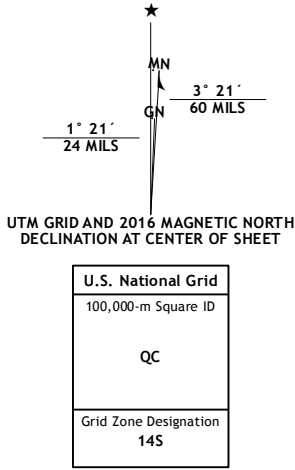 ★
MN
GN
3° 21´
60 MILS
1° 21´
24 MILS
UTM GRID AND 2016 MAGNETIC NORTH
DECLINATION AT CENTER OF SHEET
U.S. National Grid
100,000-m Square ID
QC
Grid Zone Designation
14S